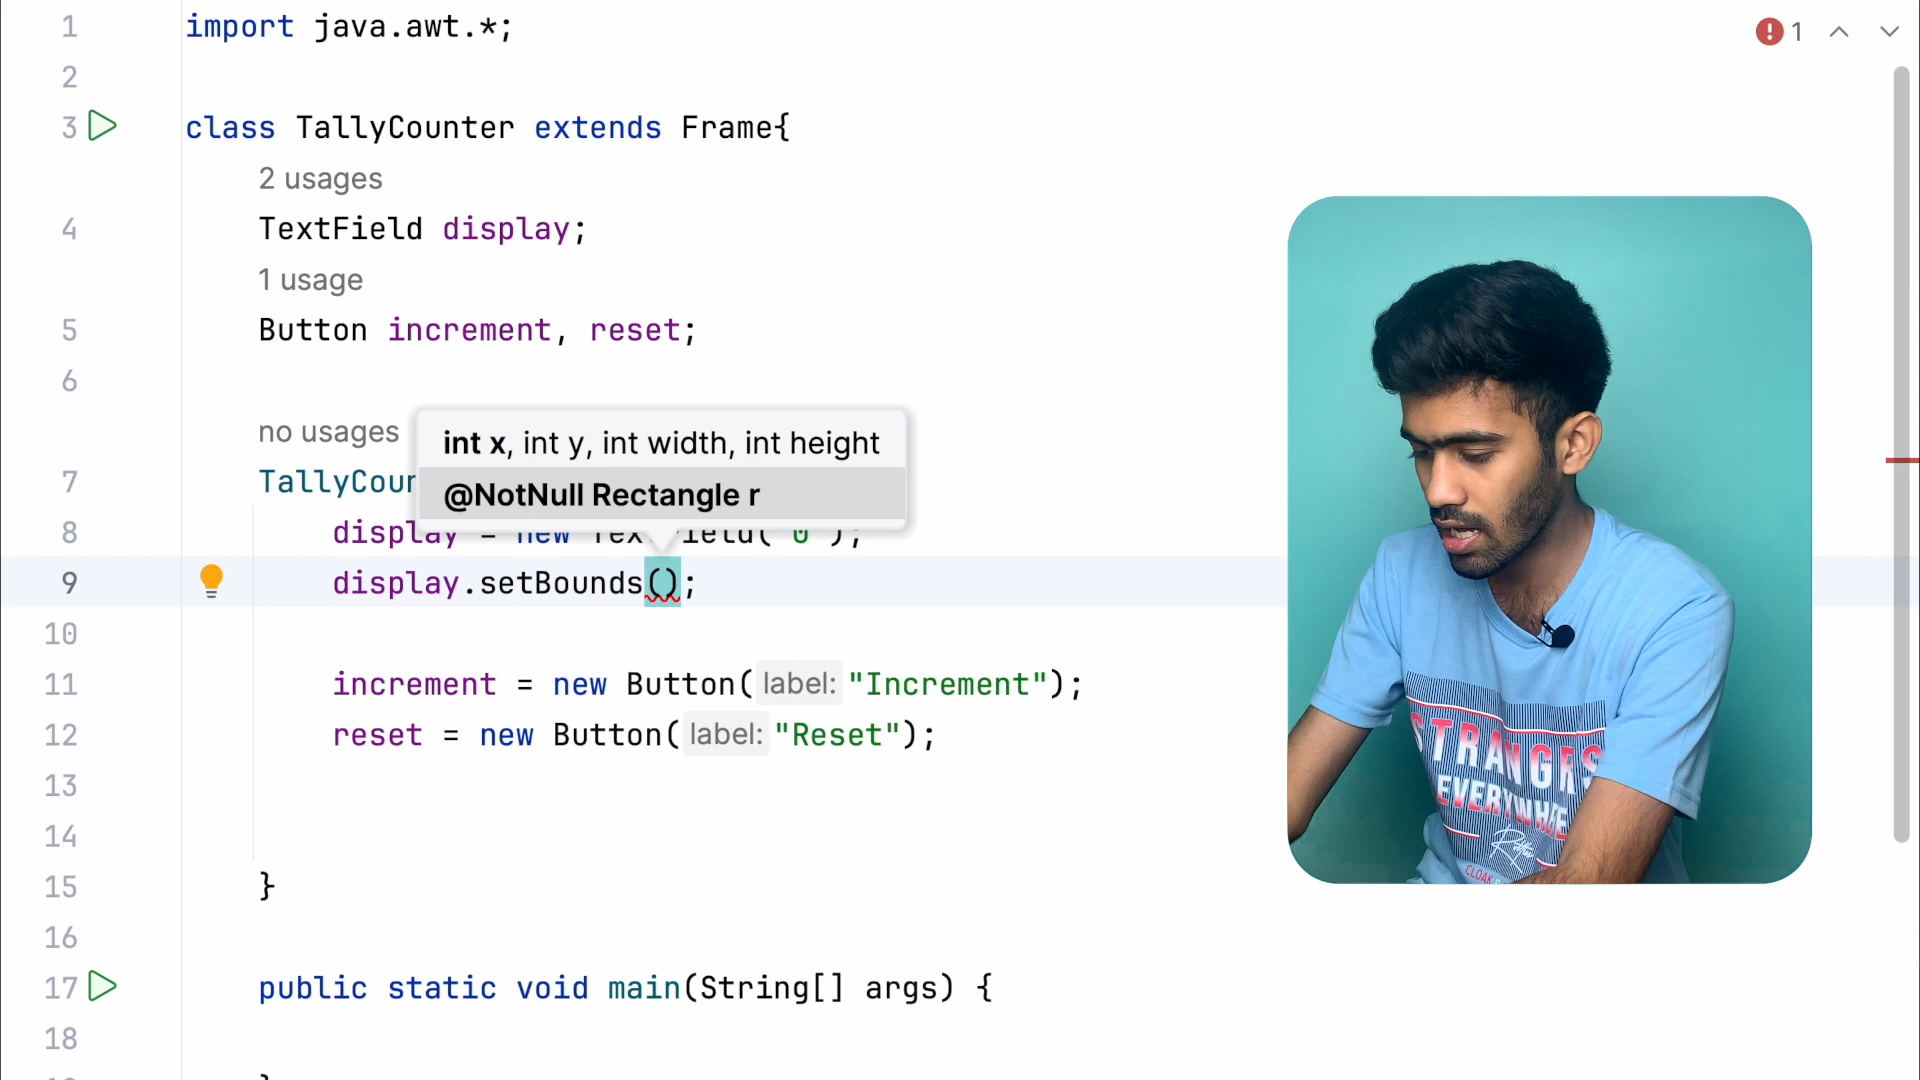 1 import java.awt.*;
1
2
3 class TallyCounter extends Frame{
2 usages
4 TextField display;
1 usage
5 Button increment, reset;
6
no usages
int x, int y, int width, int height
7 TallyCour
@NotNull Rectangle r
8 display = new
9 display.setBounds();
10
11 increment = new Button( label: "Increment");
12 reset = new Button( label: "Reset");
13
14
15 }
16
17 public static void main(String[] args) {
18
STRANGRS
EVERYWHRE